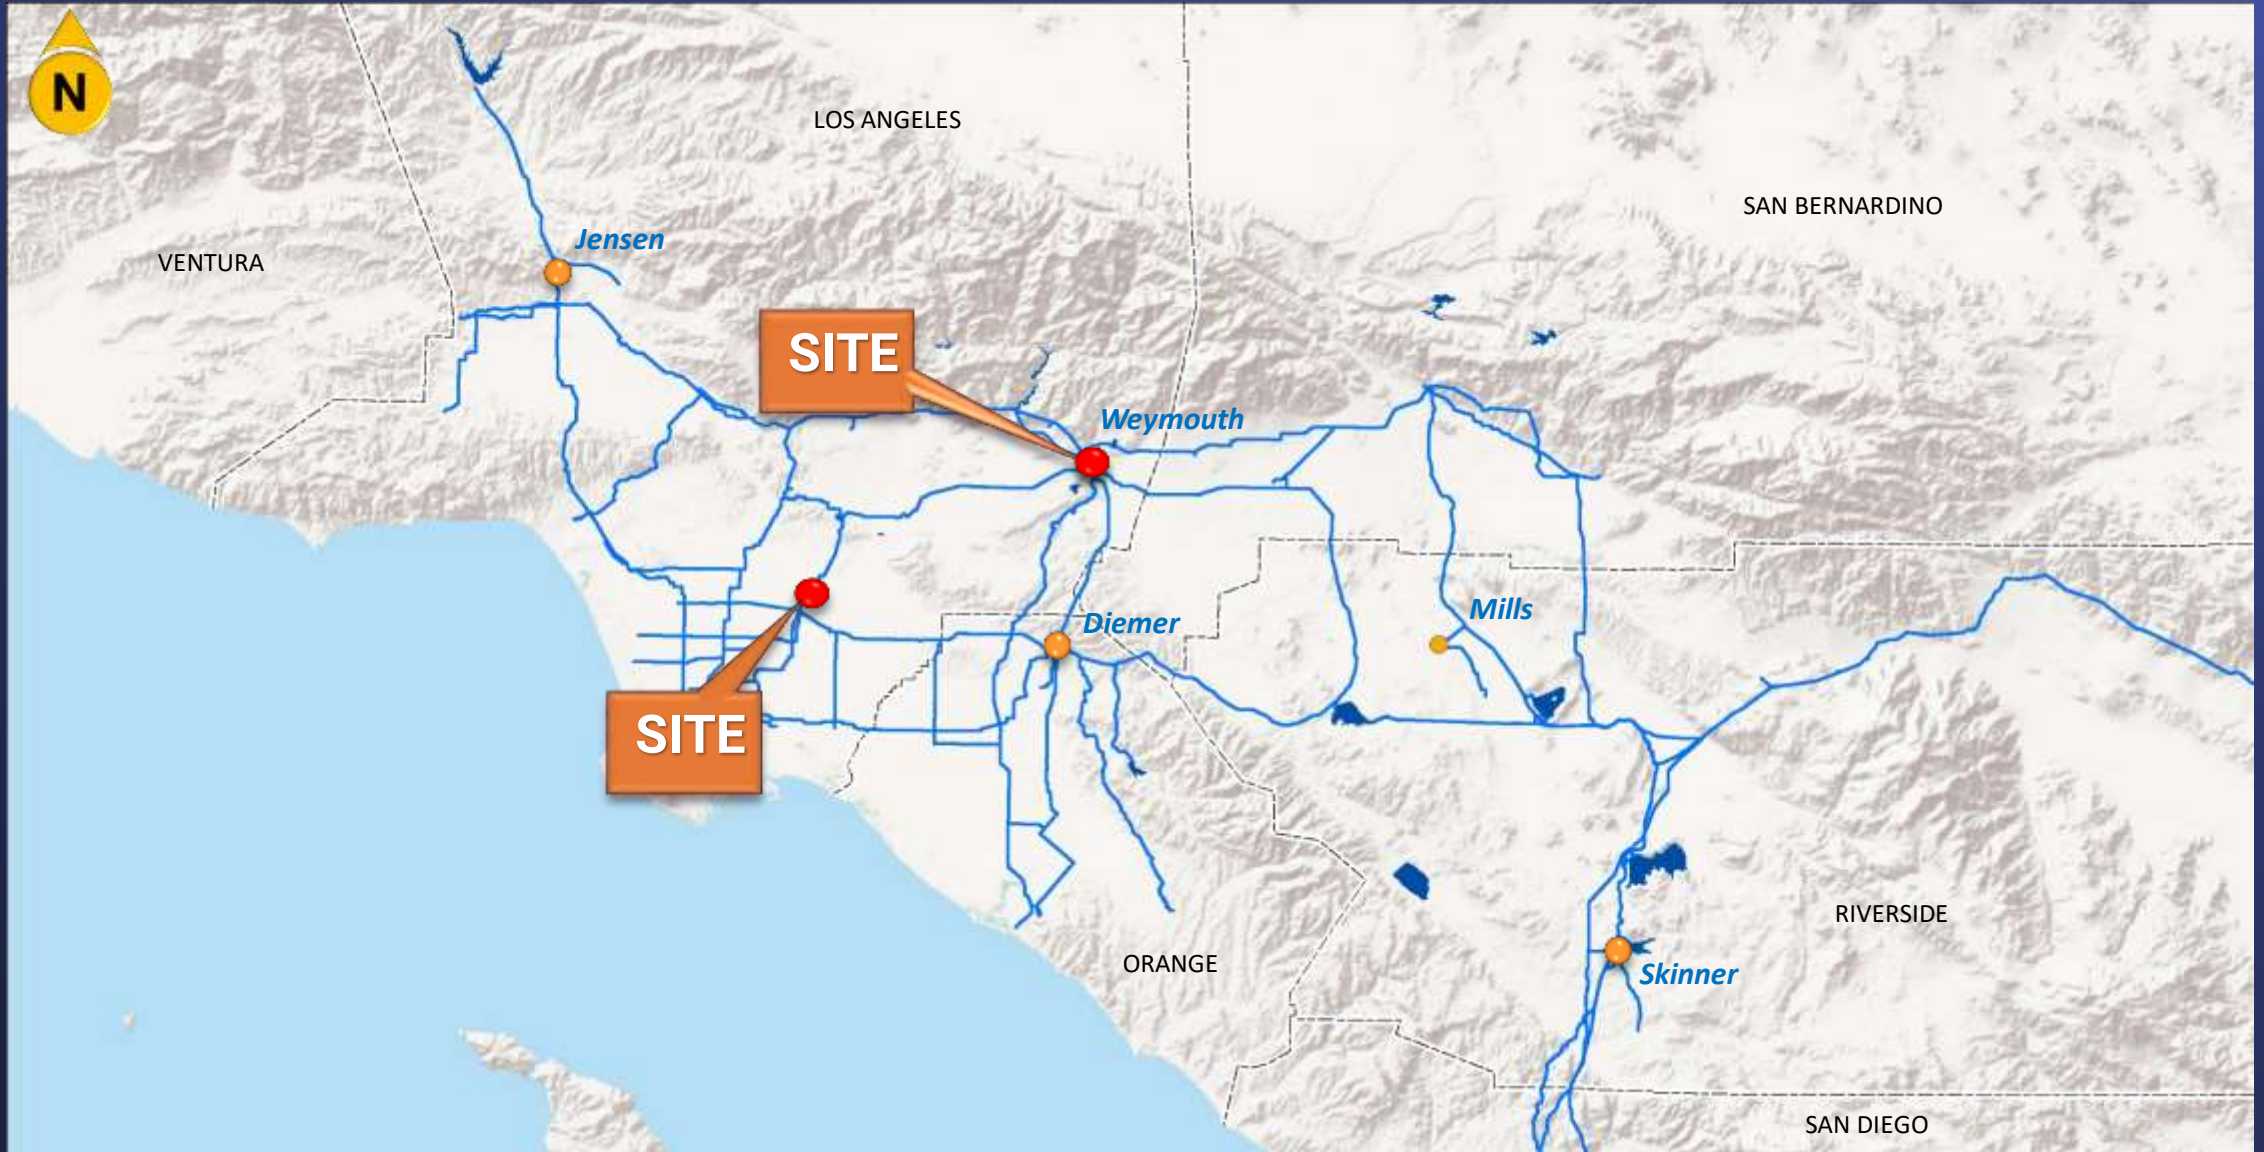 N
LOS ANGELES
SAN BERNARDINO
Jensen
VENTURA
SITE
Weymouth
Mills
Diemer
SITE
RIVERSIDE
ORANGE
Skinner
SAN DIEGO